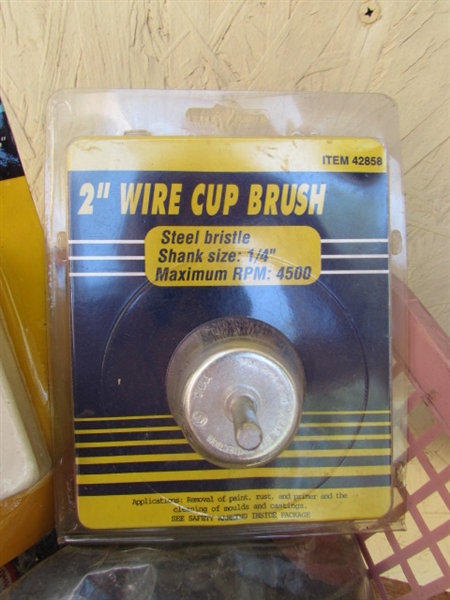 ITEM 42858
2" WIRE CUP BRUSH
Steel bristle
Shank size: 1/4"
Maximum RPM: 4500
Applications: Removal of paint, rust, and primer and the
cleaning of moulds and castings.
SEE SAFETY WARNING INSIDE PACKAGE